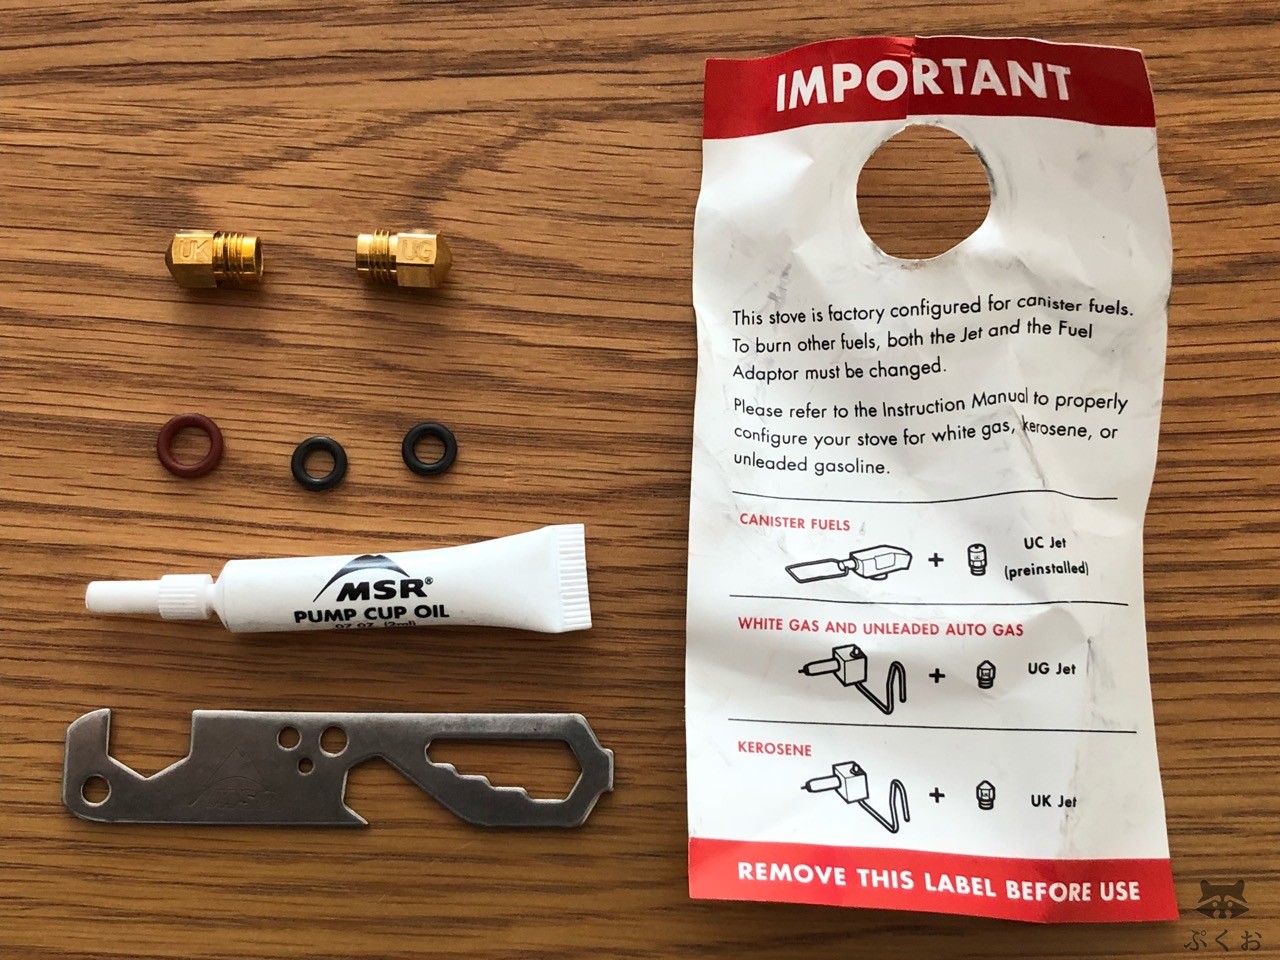 UK
UG
MSR®
PUMP CUP OIL
.07 OZ. (2ml)
IMPORTANT
This stove is factory configured for canister fuels.
To burn other fuels, both the Jet and the Fuel
Adaptor must be changed.
Please refer to the Instruction Manual to properly
configure your stove for white gas, kerosene, or
unleaded gasoline.
CANISTER FUELS
+
UC Jet
(preinstalled)
WHITE GAS AND UNLEADED AUTO GAS
+
UG Jet
KEROSENE
+
UK Jet
REMOVE THIS LABEL BEFORE USE
ぷくお